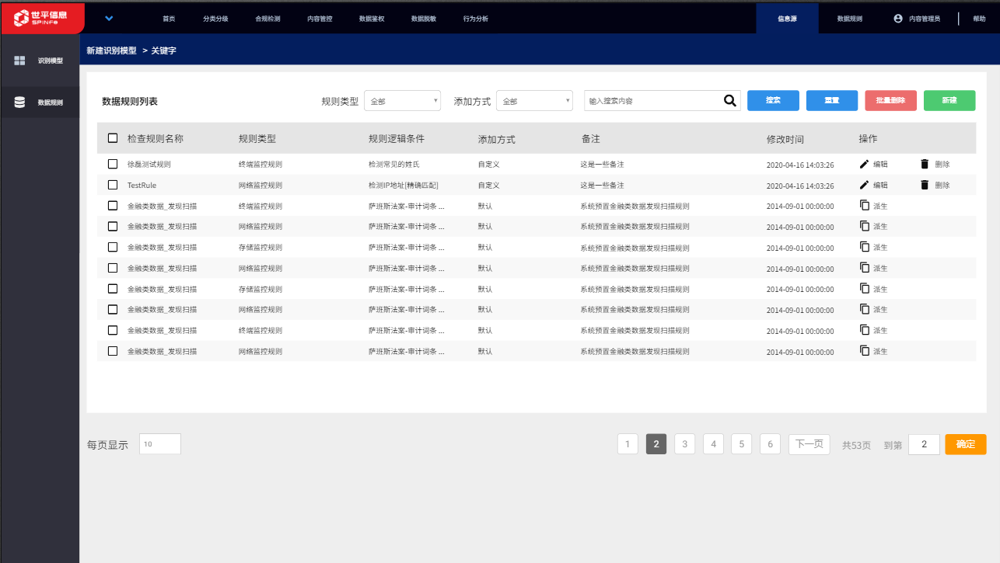 世平信息 首页 分类分级 合规检测 内容管控 数据鉴权 数据脱敏 行为分析 信息源 数据规则 内容管理员 帮助
SPINFO
新建识别模型 > 关键字
识别模型
数据规则
数据规则列表 规则类型 全部 添加方式 全部 输入搜索内容 搜索 重置 批量删除 新建
检查规则名称 规则类型 规则逻辑条件 添加方式 备注 修改时间 操作
徐磊测试规则 终端监控规则 检测常见的姓氏 自定义 这是一些备注 2020-04-16 14:03:26 编辑 删除
TestRule 网络监控规则 检测IP地址[精确匹配] 自定义 这是一些备注 2020-04-16 14:03:26 编辑 删除
金融类数据_发现扫描 终端监控规则 萨班斯法案-审计词条 ... 默认 系统预置金融类数据发现扫描规则 2014-09-01 00:00:00 派生
金融类数据_发现扫描 网络监控规则 萨班斯法案-审计词条 ... 默认 系统预置金融类数据发现扫描规则 2014-09-01 00:00:00 派生
金融类数据_发现扫描 存储监控规则 萨班斯法案-审计词条 ... 默认 系统预置金融类数据发现扫描规则 2014-09-01 00:00:00 派生
金融类数据_发现扫描 网络监控规则 萨班斯法案-审计词条 ... 默认 系统预置金融类数据发现扫描规则 2014-09-01 00:00:00 派生
金融类数据_发现扫描 存储监控规则 萨班斯法案-审计词条 ... 默认 系统预置金融类数据发现扫描规则 2014-09-01 00:00:00 派生
金融类数据_发现扫描 网络监控规则 萨班斯法案-审计词条 ... 默认 系统预置金融类数据发现扫描规则 2014-09-01 00:00:00 派生
金融类数据_发现扫描 终端监控规则 萨班斯法案-审计词条 ... 默认 系统预置金融类数据发现扫描规则 2014-09-01 00:00:00 派生
金融类数据_发现扫描 网络监控规则 萨班斯法案-审计词条 ... 默认 系统预置金融类数据发现扫描规则 2014-09-01 00:00:00 派生
每页显示 10 1 2 3 4 5 6 下一页 共53页 到第 2 确定